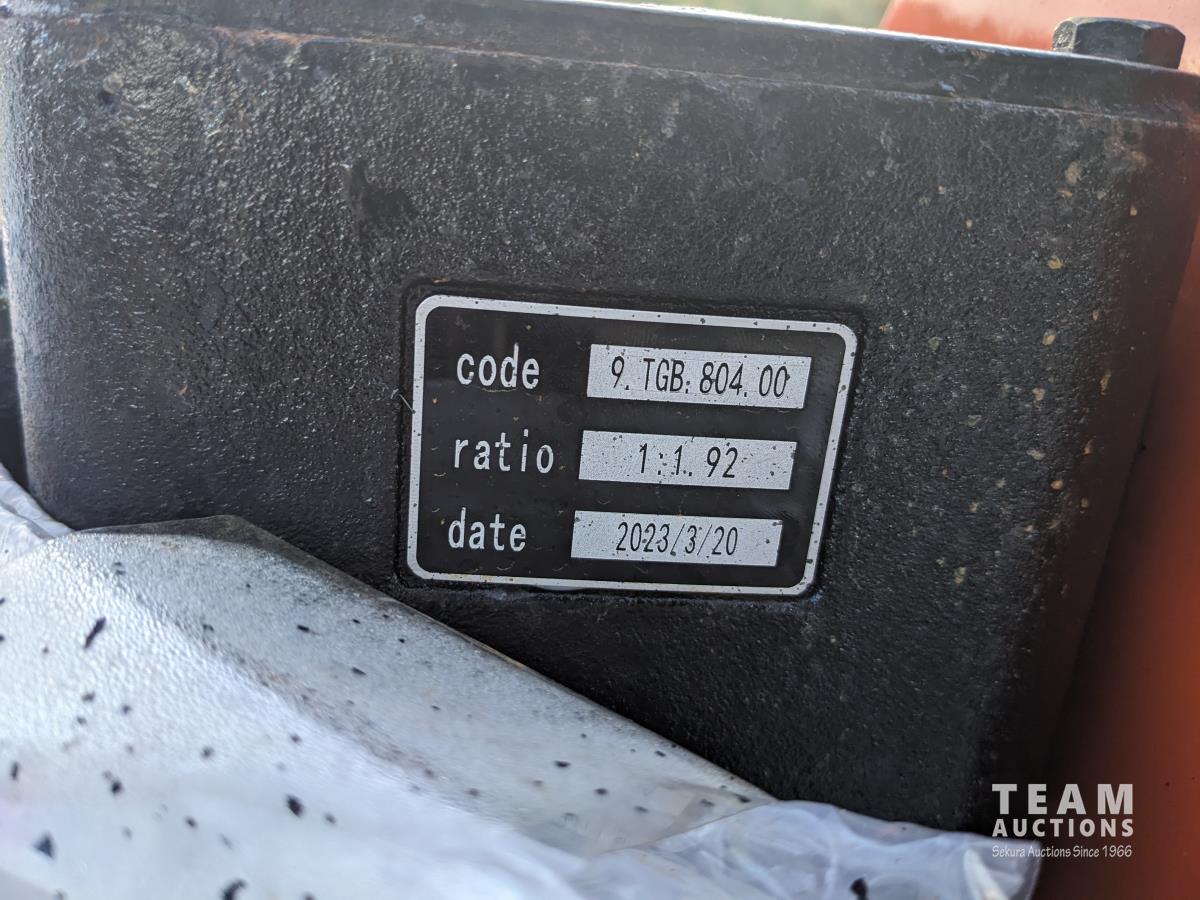 code 9.TGB.804.00
ratio 1:1.92
date 2023/3/20
TEAM
AUCTIONS
Sekura Auctions Since 1966